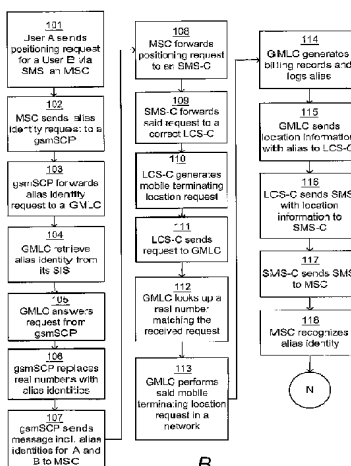 101
User A sends
positioning request
for a User B via
SMS an MSC
102
MSC sends alias
identity request to a
gsmSCP
103
gsmSCP forwards
alias identity
request to a GMLC
104
GMLC retrieve
alias identity from
its SIS
105
GMLC answers
request from
gsmSCP
106
gsmSCP replaces
real numbers with
alias identities
107
gsmSCP sends
message incl. alias
identities for A and
B to MSC
108
MSC forwards
positioning request
to an SMS-C
109
SMS-C forwards
said request to a
correct LCS-C
110
LCS-C generates
mobile terminating
location request
111
LCS-C sends
request to GMLC
112
GMLC looks up a
real number
matching the
received request
113
GMLC performs
said mobile
terminating location
request in a
network
114
GMLC generates
billing records and
logs alias
115
GMLC sends
location information
with alias to LCS-C
116
LCS-C sends SMS
with location
information to
SMS-C
117
SMS-C sends SMS
to MSC
118
MSC recognizes
alias identity
N